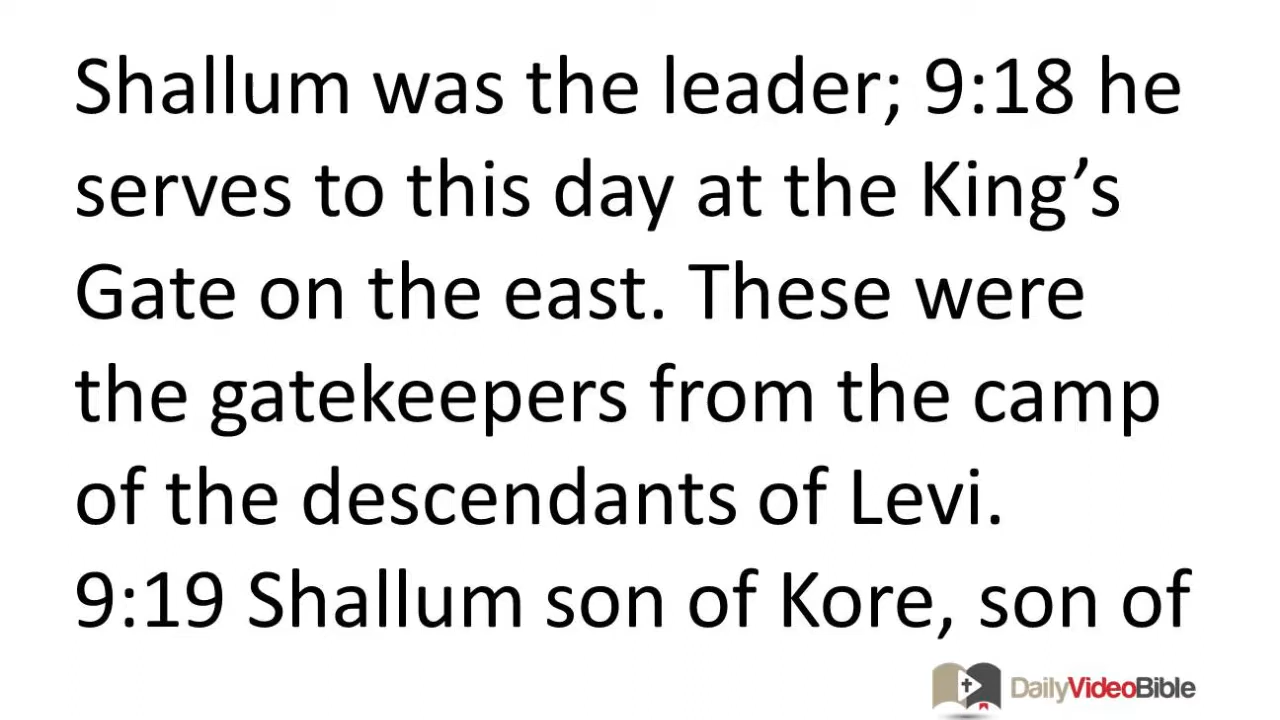 Shallum was the leader; 9:18 he
serves to this day at the King’s
Gate on the east. These were
the gatekeepers from the camp
of the descendants of Levi.
9:19 Shallum son of Kore, son of
DailyVideoBible